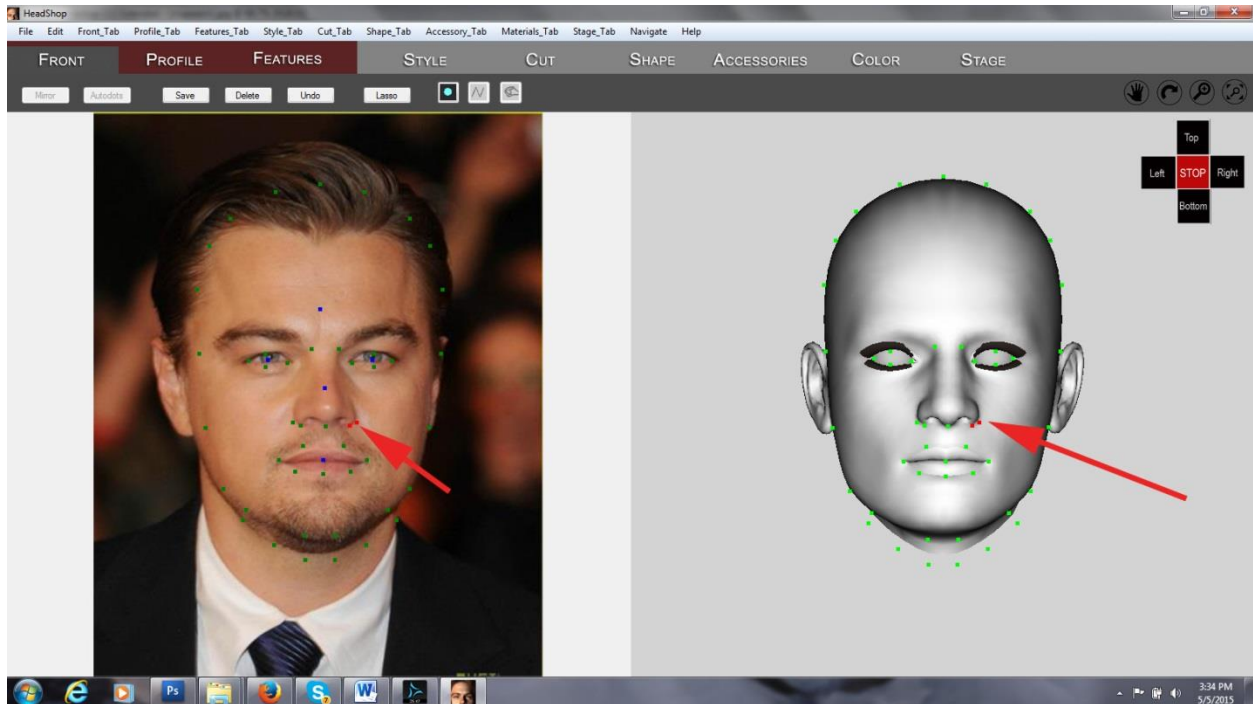 HeadShop
File Edit Front_Tab Profile_Tab Features_Tab Style_Tab Cut_Tab Shape_Tab Accessory_Tab Materials_Tab Stage_Tab Navigate Help
FRONT PROFILE FEATURES STYLE CUT SHAPE ACCESSORIES COLOR STAGE
Mirror Autodots Save Delete Undo Lasso
Top
Left STOP Right
Bottom
Ps
S
W
3:34 PM
5/5/2015